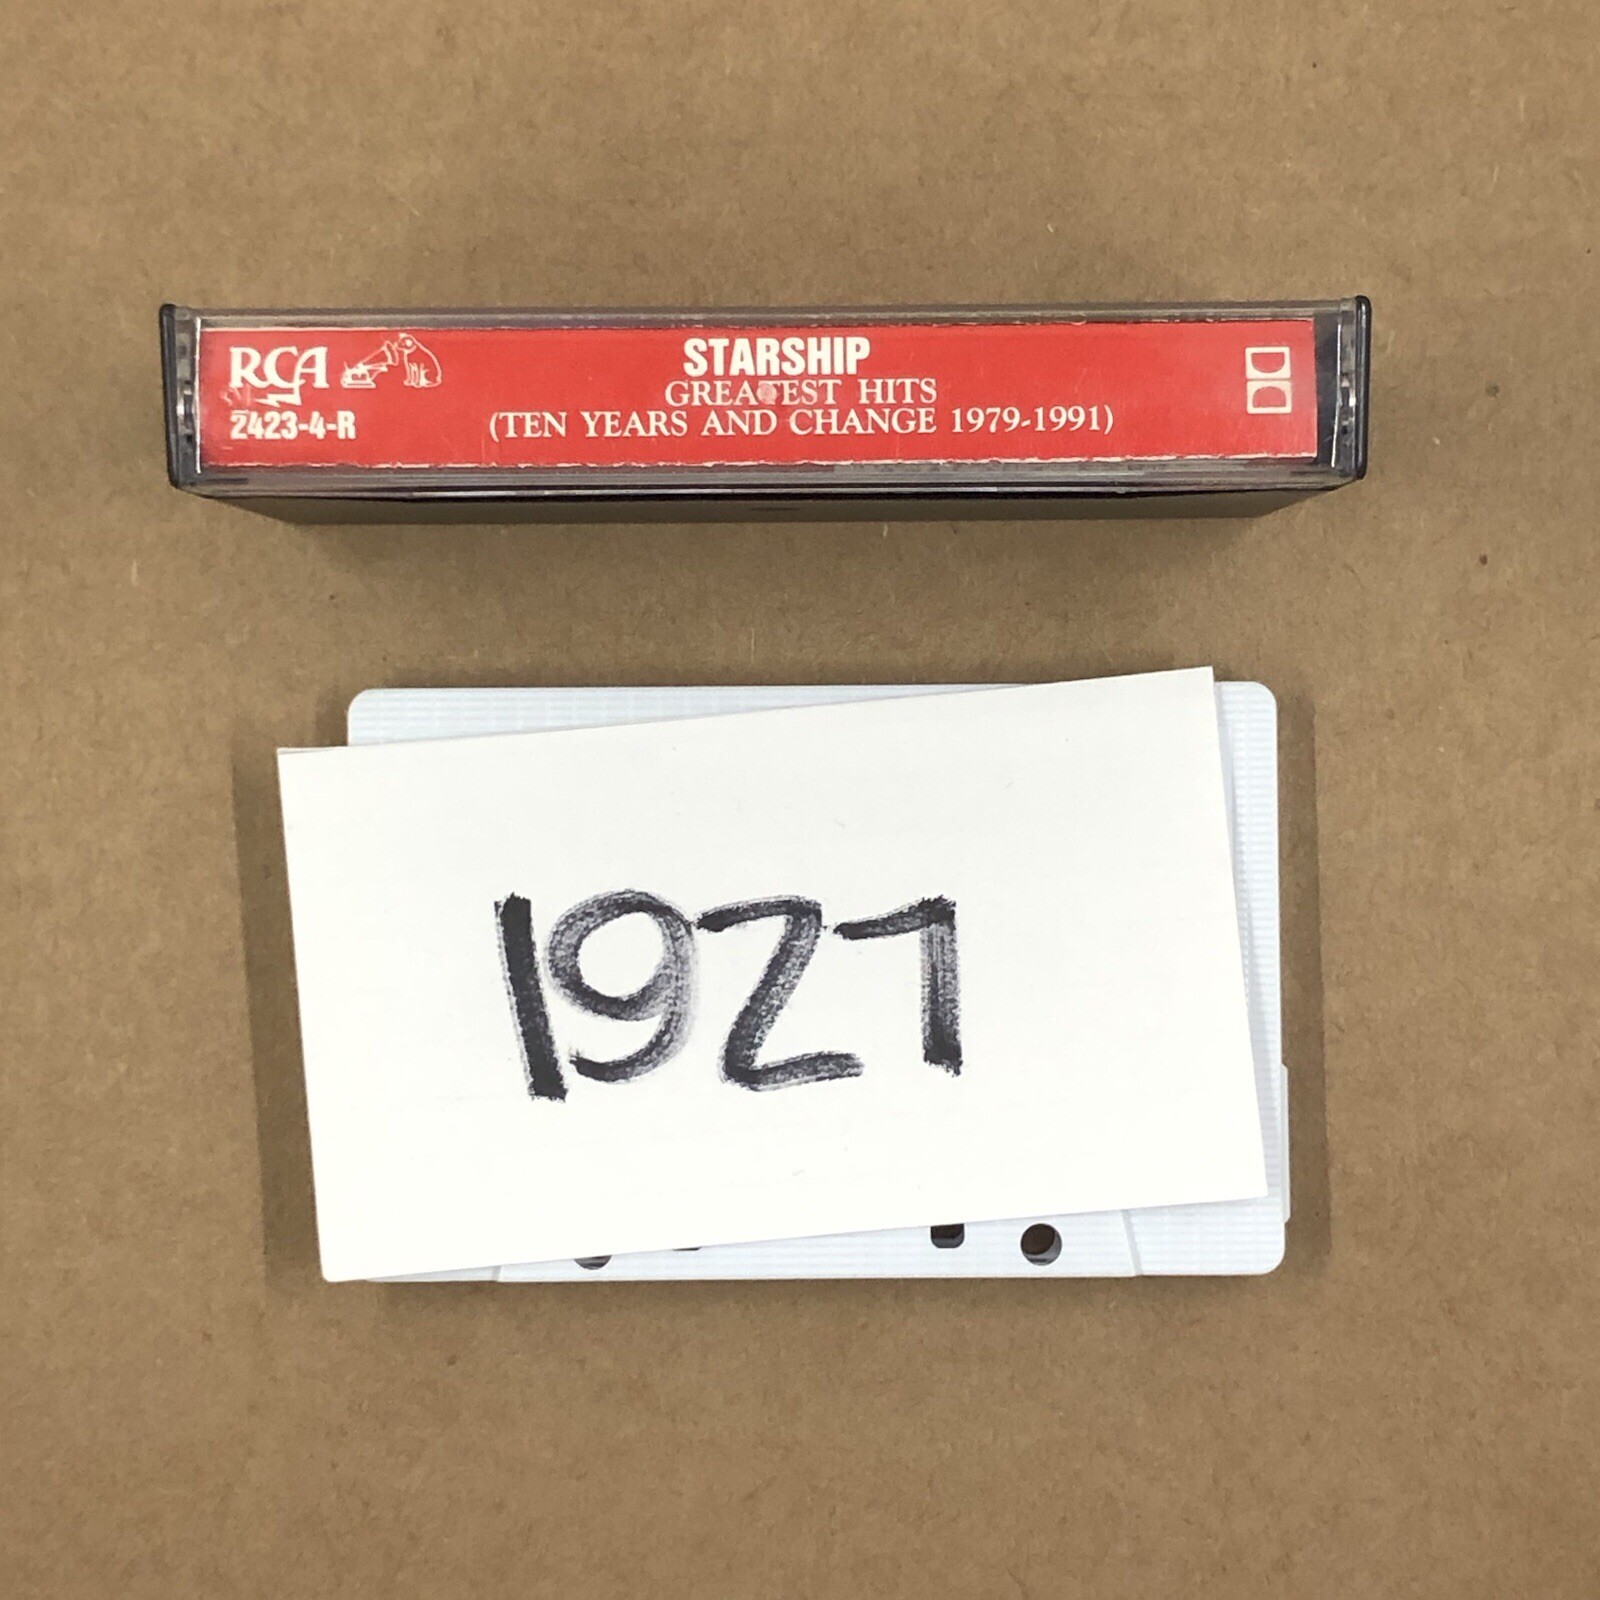 RCA
2423-4-R
STARSHIP
GREATEST HITS
(TEN YEARS AND CHANGE 1979-1991)
1927